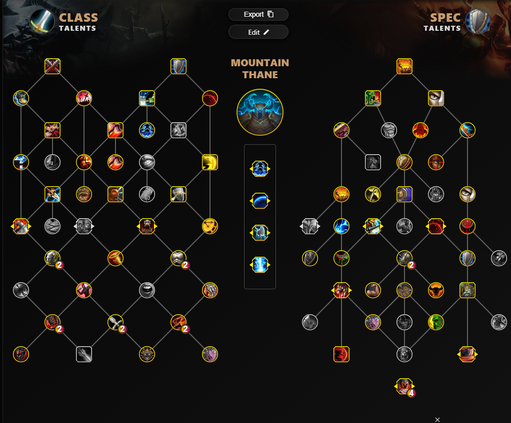 Export
CLASS
TALENTS
SPEC
TALENTS
Edit
MOUNTAIN
THANE
2
2
2
2
2
2
4